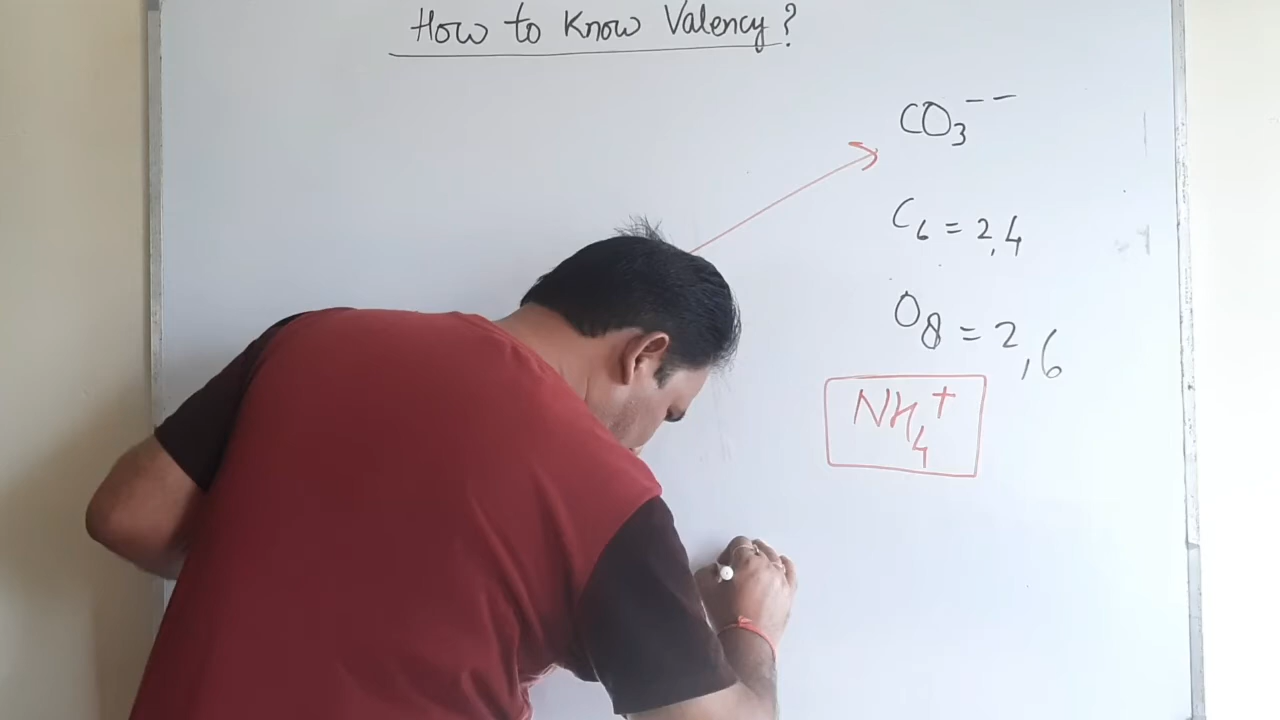 How to Know Valency?
CO₃⁻⁻
C₆ = 2,4
O₈ = 2,6
NH₄⁺